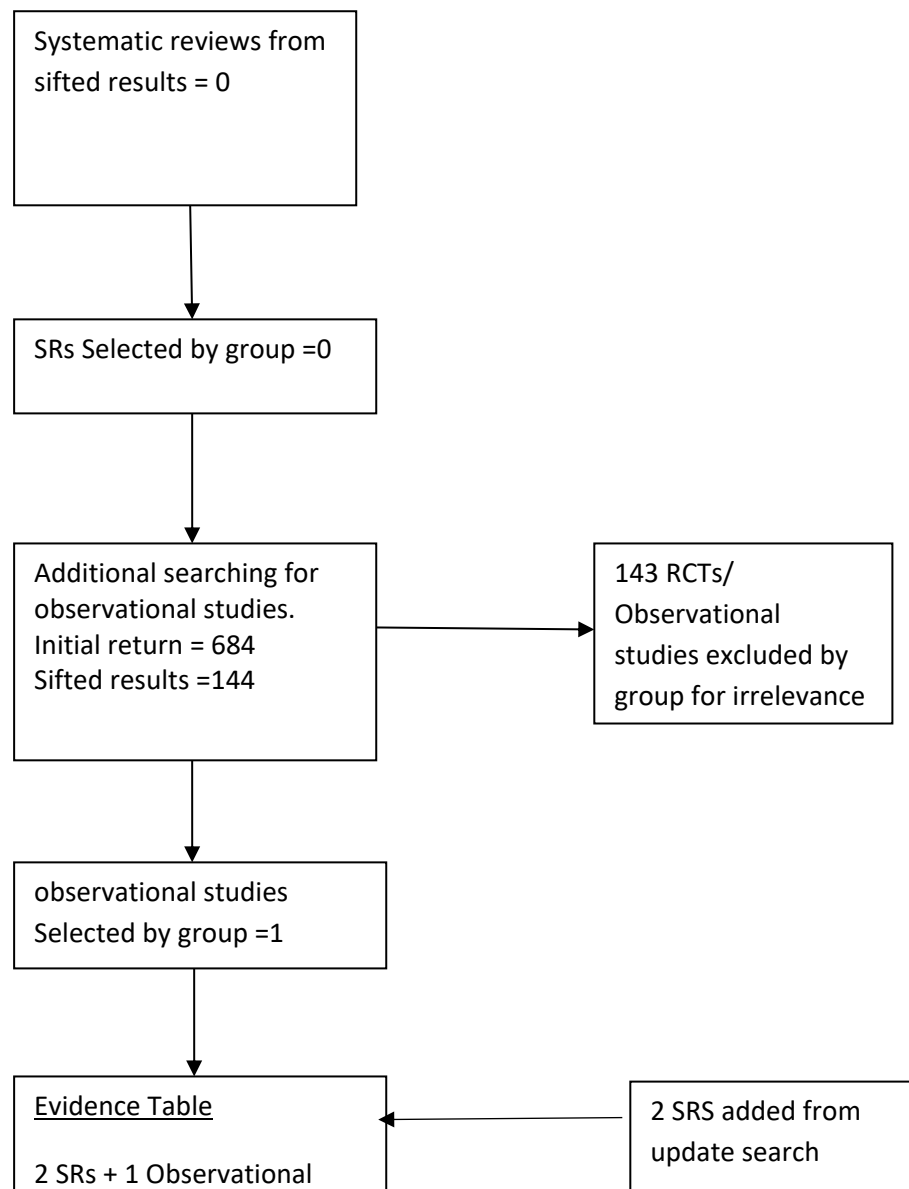 Systematic reviews from
sifted results = 0
SRs Selected by group =0
Additional searching for
observational studies.
Initial return = 684
Sifted results =144
143 RCTs/
Observational
studies excluded by
group for irrelevance
observational studies
Selected by group =1
Evidence Table
2 SRs + 1 Observational
2 SRS added from
update search